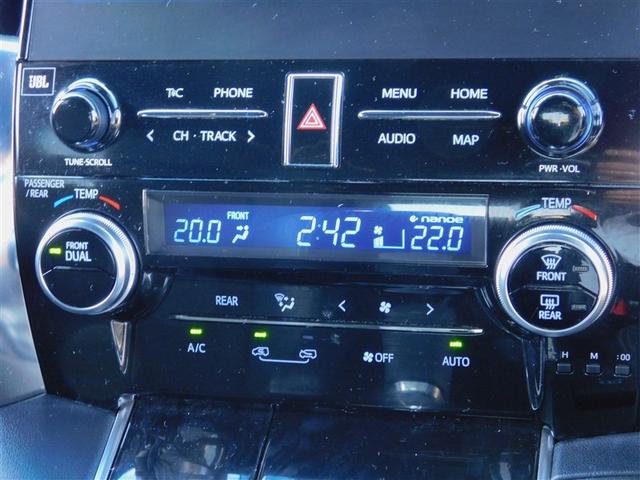 JBL
T&C PHONE
MENU HOME
CH · TRACK
AUDIO MAP
TUNE·SCROLL
PWR·VOL
PASSENGER
/REAR
TEMP
TEMP
FRONT
DUAL
FRONT
nanoe
20.0 2:42 22.0
FRONT
REAR
REAR
A/C
OFF
AUTO
H M :00